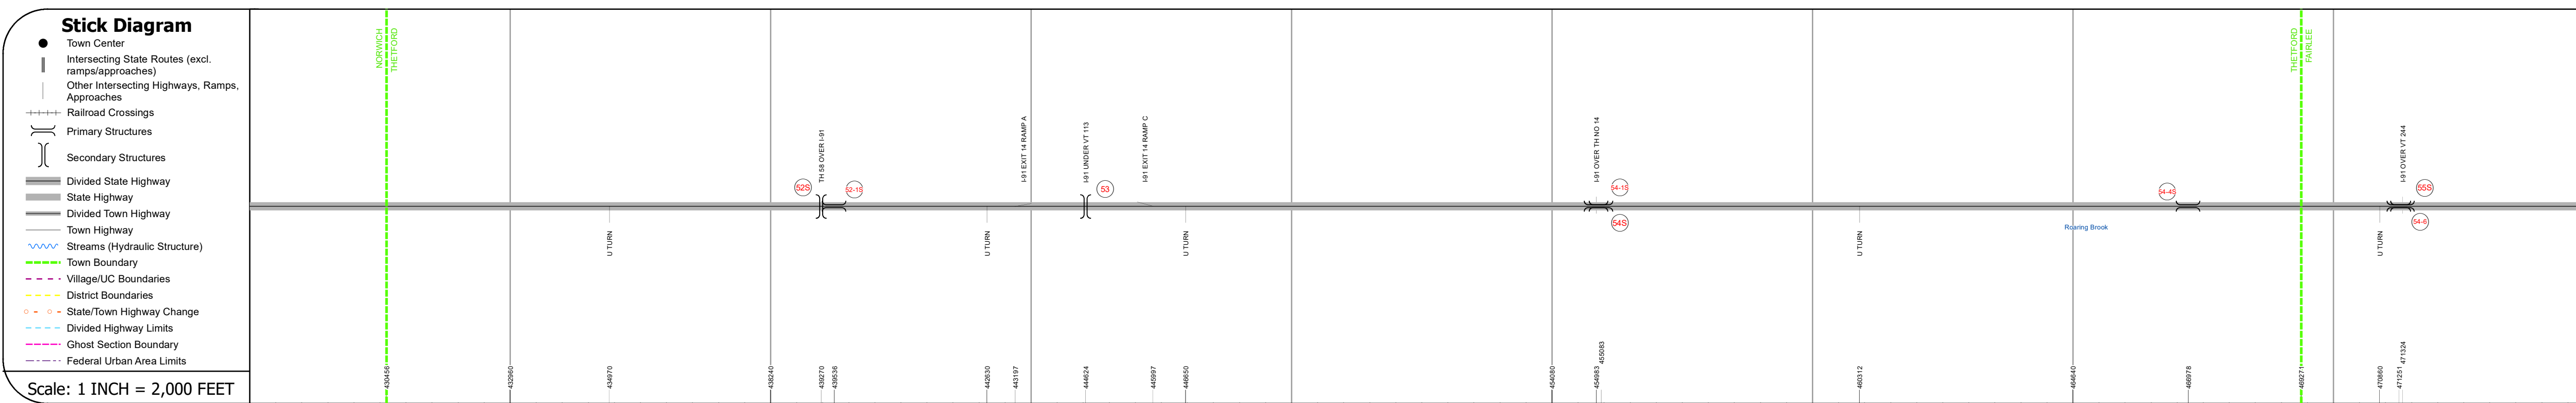 Stick Diagram
Town Center
Intersecting State Routes (excl.
ramps/approaches)
Other Intersecting Highways, Ramps,
Approaches
Railroad Crossings
Primary Structures
Secondary Structures
Divided State Highway
State Highway
Divided Town Highway
Town Highway
Streams (Hydraulic Structure)
Town Boundary
Village/UC Boundaries
District Boundaries
State/Town Highway Change
Divided Highway Limits
Ghost Section Boundary
Federal Urban Area Limits
Scale: 1 INCH = 2,000 FEET
NORWICH
THETFORD
THETFORD
FAIRLEE
TH 58 OVER I-91
I-91 EXIT 14 RAMP A
I-91 UNDER VT 113
I-91 EXIT 14 RAMP C
I-91 OVER TH NO 14
I-91 OVER VT 244
52S
52-1S
53
54-1S
54S
54-4S
55S
54-6
U TURN
U TURN
U TURN
U TURN
U TURN
Roaring Brook
430456
432960
434970
438240
439270
439536
442630
443197
444624
445997
446650
454080
454983
455083
460312
464640
466978
469271
470860
471251
471324